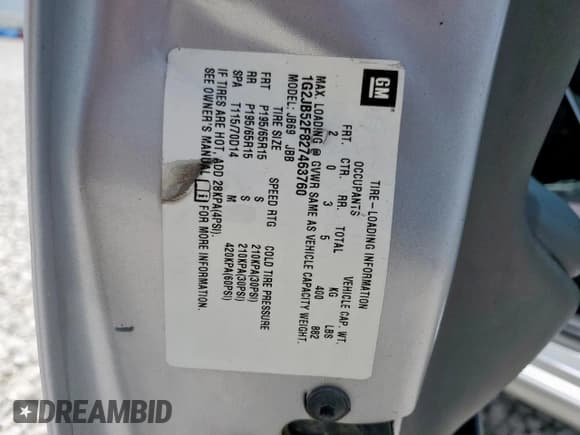 GM
TIRE-LOADING INFORMATION
OCCUPANTS VEHICLE CAP. WT.
FRT. CTR. RR. TOTAL KG LBS
2 0 3 5 400 882
MAX. LOADING @ GVWR SAME AS VEHICLE CAPACITY WEIGHT.
1G2JB52F827463760
MODEL: JB69 JBB
TIRE SIZE SPEED RTG COLD TIRE PRESSURE
FRT P195/65R15 S 210KPA(30PSI)
RR P195/65R15 S 210KPA(30PSI)
SPA T115/70D14 M 420KPA(60PSI)
IF TIRES ARE HOT, ADD 28KPA(4PSI).
SEE OWNER'S MANUAL FOR MORE INFORMATION.
DREAMBID